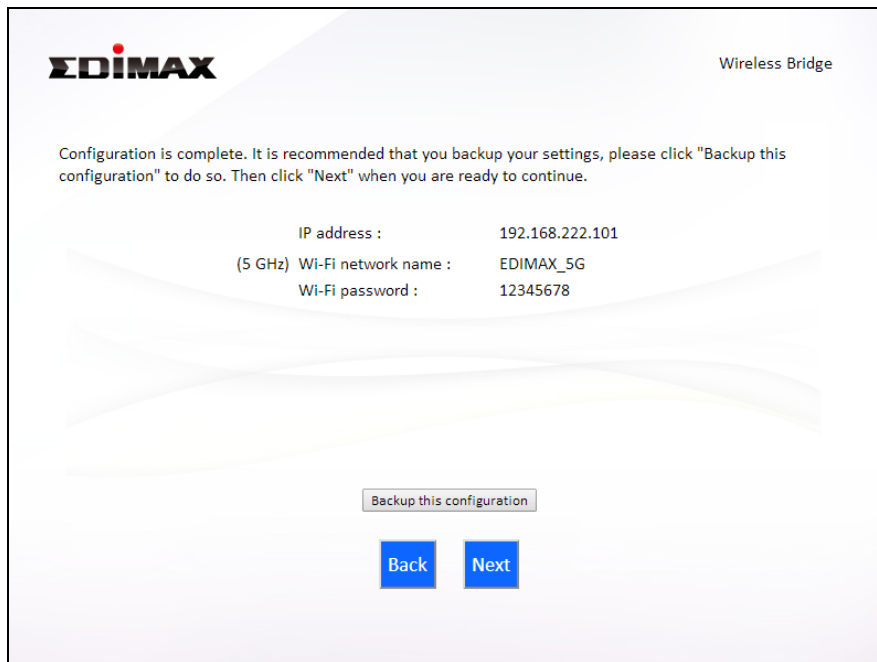 EDIMAX
Wireless Bridge
Configuration is complete. It is recommended that you backup your settings, please click "Backup this
configuration" to do so. Then click "Next" when you are ready to continue.
IP address : 192.168.222.101
(5 GHz) Wi-Fi network name : EDIMAX_5G
Wi-Fi password : 12345678
Backup this configuration
Back Next